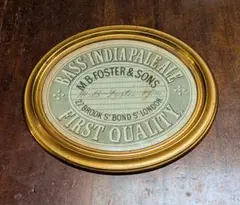 BASS' INDIA PALE ALE
M.B. FOSTER & SONS
27 BROOK ST BOND ST LONDON
FIRST QUALITY